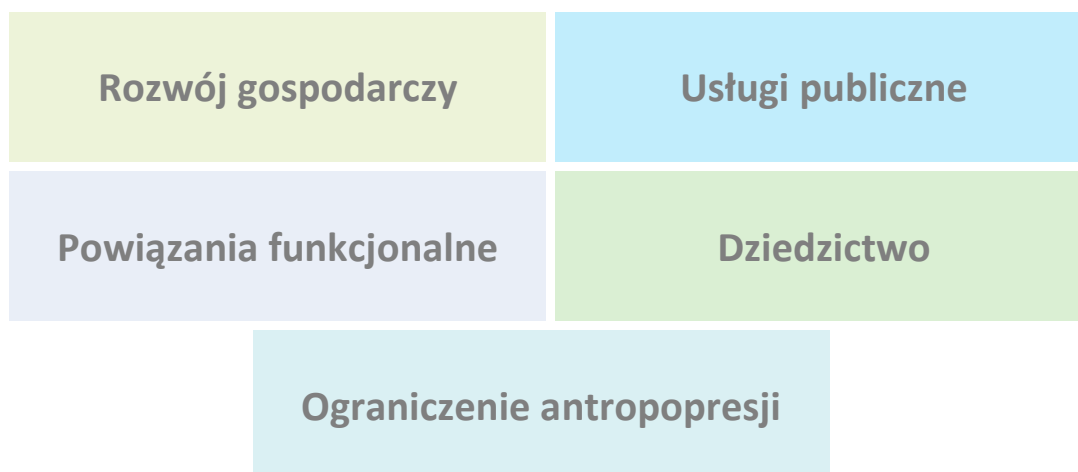 Rozwój gospodarczy
Usługi publiczne
Powiązania funkcjonalne
Dziedzictwo
Ograniczenie antropopresji